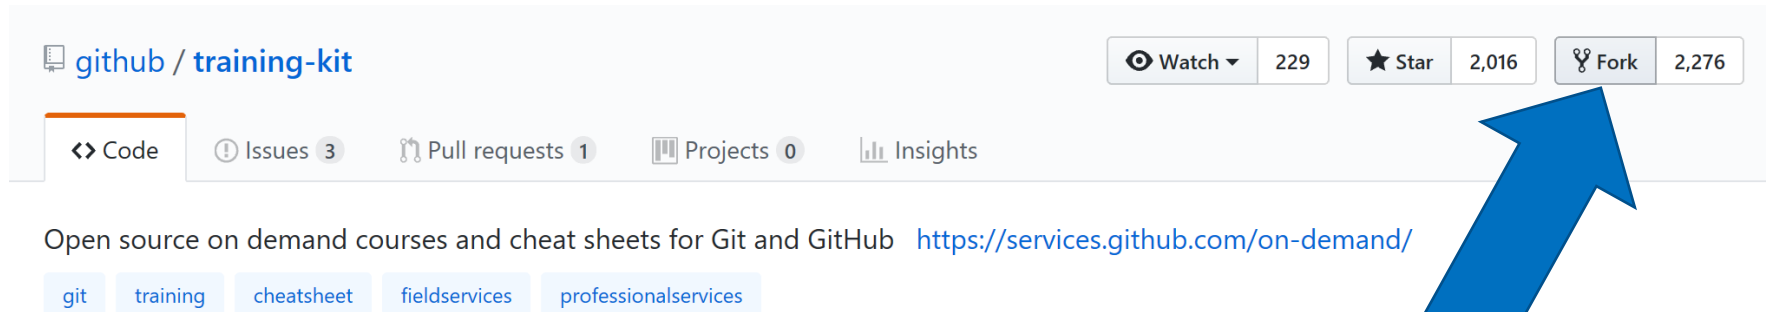 github / training-kit Watch 229 Star 2,016 Fork 2,276
Code Issues 3 Pull requests 1 Projects 0 Insights
Open source on demand courses and cheat sheets for Git and GitHub https://services.github.com/on-demand/
git training cheatsheet fieldservices professionalservices